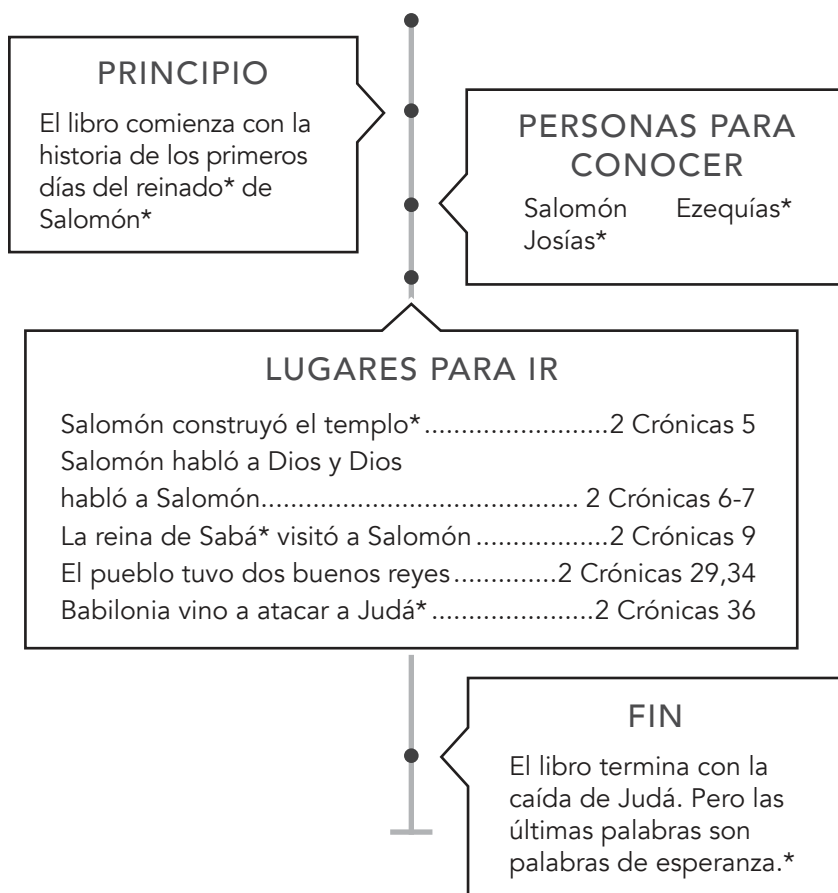 PRINCIPIO
El libro comienza con la
historia de los primeros
días del reinado* de
Salomón*
PERSONAS PARA
CONOCER
Salomón Ezequías*
Josías*
LUGARES PARA IR
Salomón construyó el templo*.........................2 Crónicas 5
Salomón habló a Dios y Dios
habló a Salomón.................................. 2 Crónicas 6-7
La reina de Sabá* visitó a Salomón..............2 Crónicas 9
El pueblo tuvo dos buenos reyes...........2 Crónicas 29,34
Babilonia vino a atacar a Judá*......................2 Crónicas 36
FIN
El libro termina con la
caída de Judá. Pero las
últimas palabras son
palabras de esperanza.*